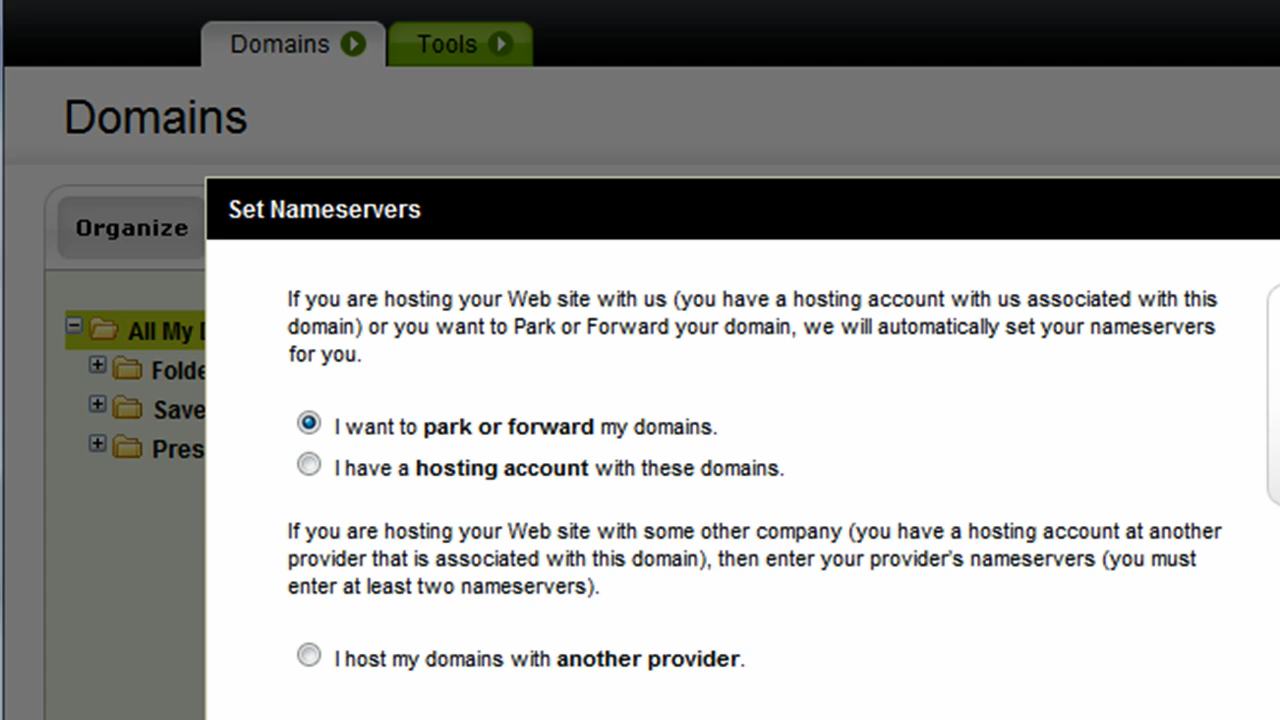 Domains
Tools
Domains
Organize
Set Nameservers
If you are hosting your Web site with us (you have a hosting account with us associated with this
domain) or you want to Park or Forward your domain, we will automatically set your nameservers
for you.
All My
I want to park or forward my domains.
I have a hosting account with these domains.
If you are hosting your Web site with some other company (you have a hosting account at another
provider that is associated with this domain), then enter your provider's nameservers (you must
enter at least two nameservers).
I host my domains with another provider.